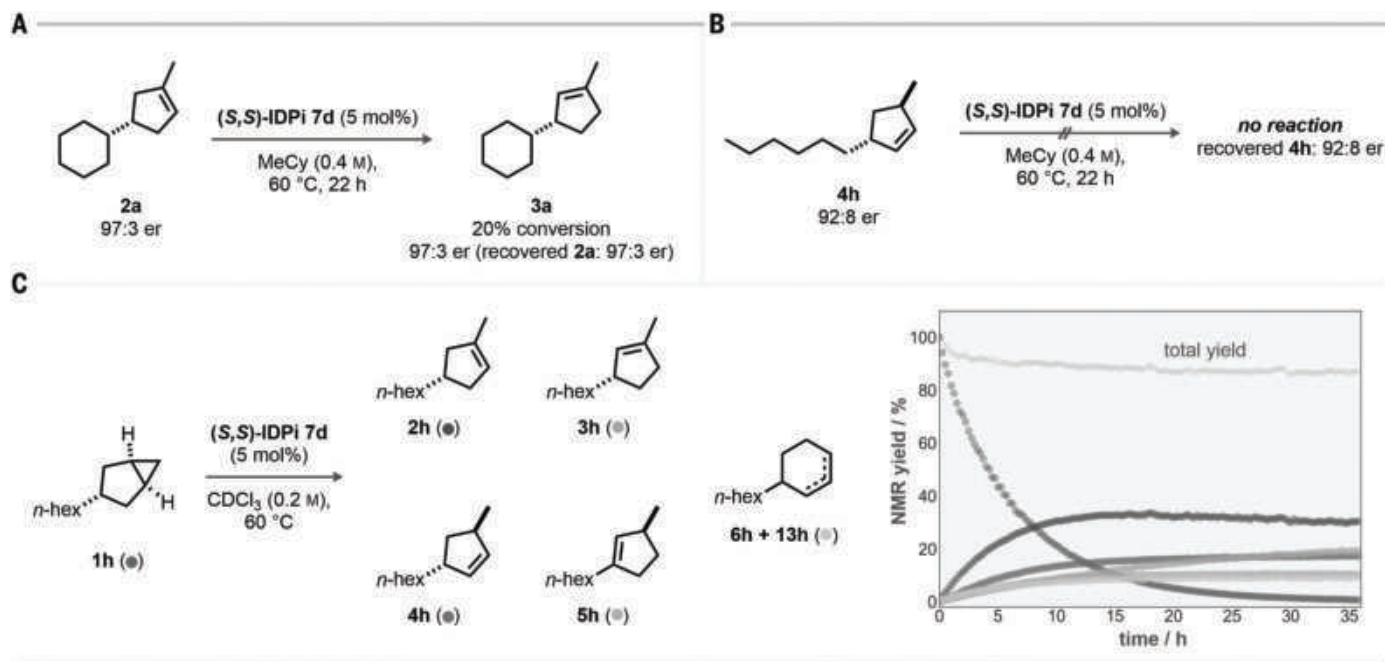 A
(S,S)-IDPi 7d (5 mol%)
MeCy (0.4 M),
60 °C, 22 h
2a
97:3 er
3a
20% conversion
97:3 er (recovered 2a: 97:3 er)
B
(S,S)-IDPi 7d (5 mol%)
MeCy (0.4 M),
60 °C, 22 h
4h
92:8 er
no reaction
recovered 4h: 92:8 er
C
H
H
n-hex
1h ( )
(S,S)-IDPi 7d
(5 mol%)
CDCl3 (0.2 M),
60 °C
n-hex
2h ( )
n-hex
3h ( )
n-hex
4h ( )
n-hex
5h ( )
n-hex
6h + 13h ( )
total yield
NMR yield / %
100
80
60
40
20
0
0 5 10 15 20 25 30 35
time / h